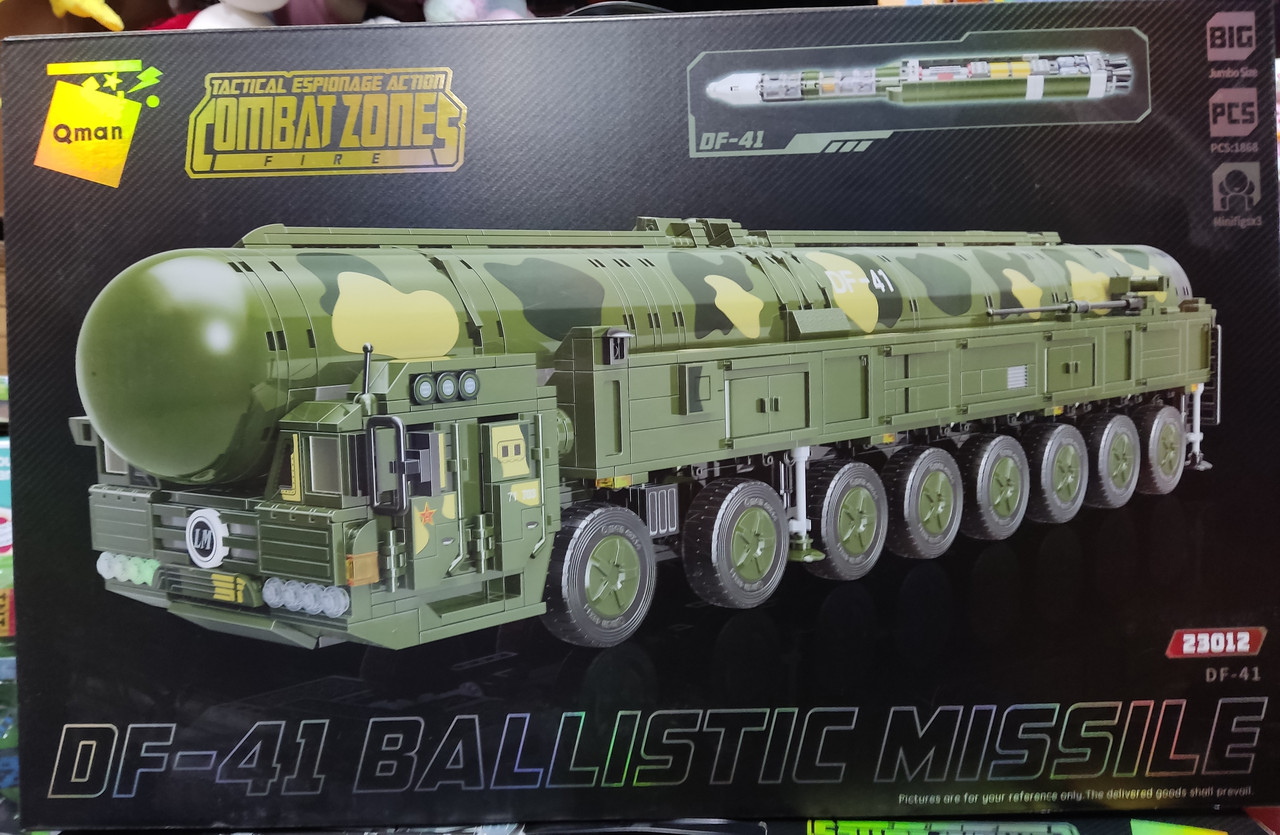 Qman
TACTICAL ESPIONAGE ACTION
COMBAT ZONES
FIRE
DF-41
BIG
Jumbo Size
PCS
PCS:1868
Minifigsx3
DF-41
LM
23012
DF-41
DF-41 BALLISTIC MISSILE
Pictures are for your reference only.The delivered goods shall prevail.